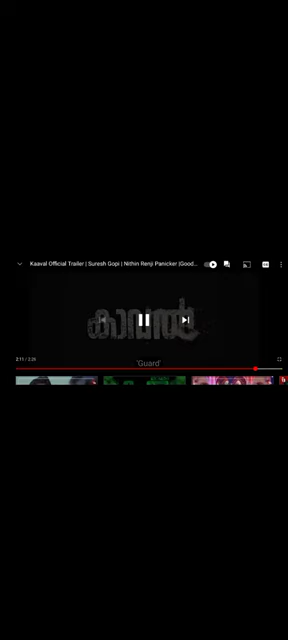 Kaaval Official Trailer | Suresh Gopi | Nithin Renji Panicker |Good...
കാവൽ
2:11 / 2:26
'Guard'